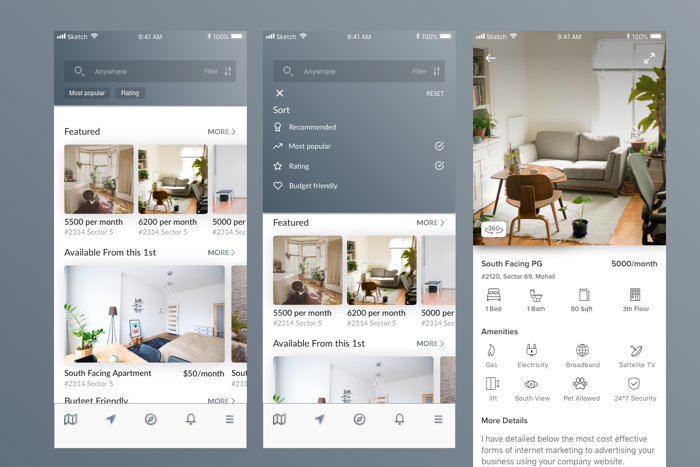 Sketch
9:41 AM
100%
Anywhere
Filter
Most popular
Rating
Featured
MORE
5500 per month
#2314 Sector 5
6200 per month
#2314 Sector 5
5000 per
#2314 Se
Available From this 1st
MORE
South Facing Apartment
$50/month
#2314 Sector 5
Sout
#231
Budget Friendly
MORE
Sketch
9:41 AM
100%
Anywhere
Filter
RESET
Sort
Recommended
Most popular
Rating
Budget friendly
Featured
MORE
5500 per month
#2314 Sector 5
6200 per month
#2314 Sector 5
5000 per
#2314 Sec
Available From this 1st
MORE
Sketch
9:41 AM
100%
360
South Facing PG
5000/month
#2120, Sector 69, Mohali
1 Bed
1 Bath
80 Sqft
3th Floor
Amenities
Gas
Electricity
Broadband
Sattelite TV
lift
South View
Pet Allowed
24*7 Security
More Details
I have detailed below the most cost effective
forms of internet marketing to advertising your
business using your company website.